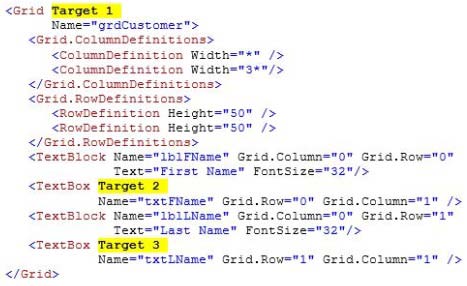 <Grid Target 1
Name="grdCustomer">
<Grid.ColumnDefinitions>
<ColumnDefinition Width="*" />
<ColumnDefinition Width="3*"/>
</Grid.ColumnDefinitions>
<Grid.RowDefinitions>
<RowDefinition Height="50" />
<RowDefinition Height="50" />
</Grid.RowDefinitions>
<TextBlock Name="lblFName" Grid.Column="0" Grid.Row="0"
Text="First Name" FontSize="32"/>
<TextBox Target 2
Name="txtFName" Grid.Row="0" Grid.Column="1" />
<TextBlock Name="lblLName" Grid.Column="0" Grid.Row="1"
Text="Last Name" FontSize="32"/>
<TextBox Target 3
Name="txtLName" Grid.Row="1" Grid.Column="1" />
</Grid>